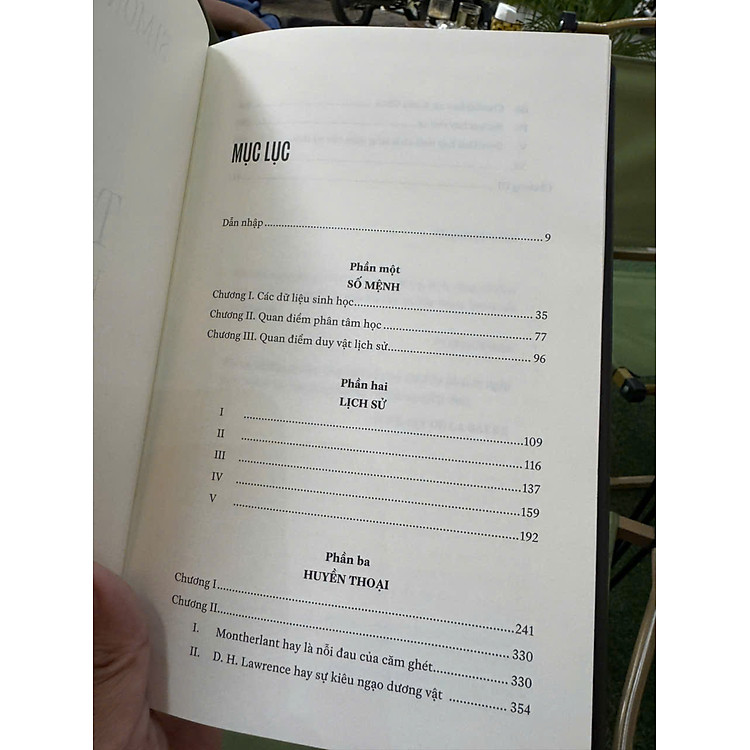 SIMON
MỤC LỤC
Dẫn nhập........9
Phần một
SỐ MỆNH
Chương I. Các dữ liệu sinh học........35
Chương II. Quan điểm phân tâm học........77
Chương III. Quan điểm duy vật lịch sử........96
Phần hai
LỊCH SỬ
I ........109
II ........116
III ........137
IV ........159
V ........192
Phần ba
HUYỀN THOẠI
Chương I........241
Chương II........330
I. Montherlant hay là nỗi đau của căm ghét........330
II. D. H. Lawrence hay sự kiêu ngạo dương vật ........354